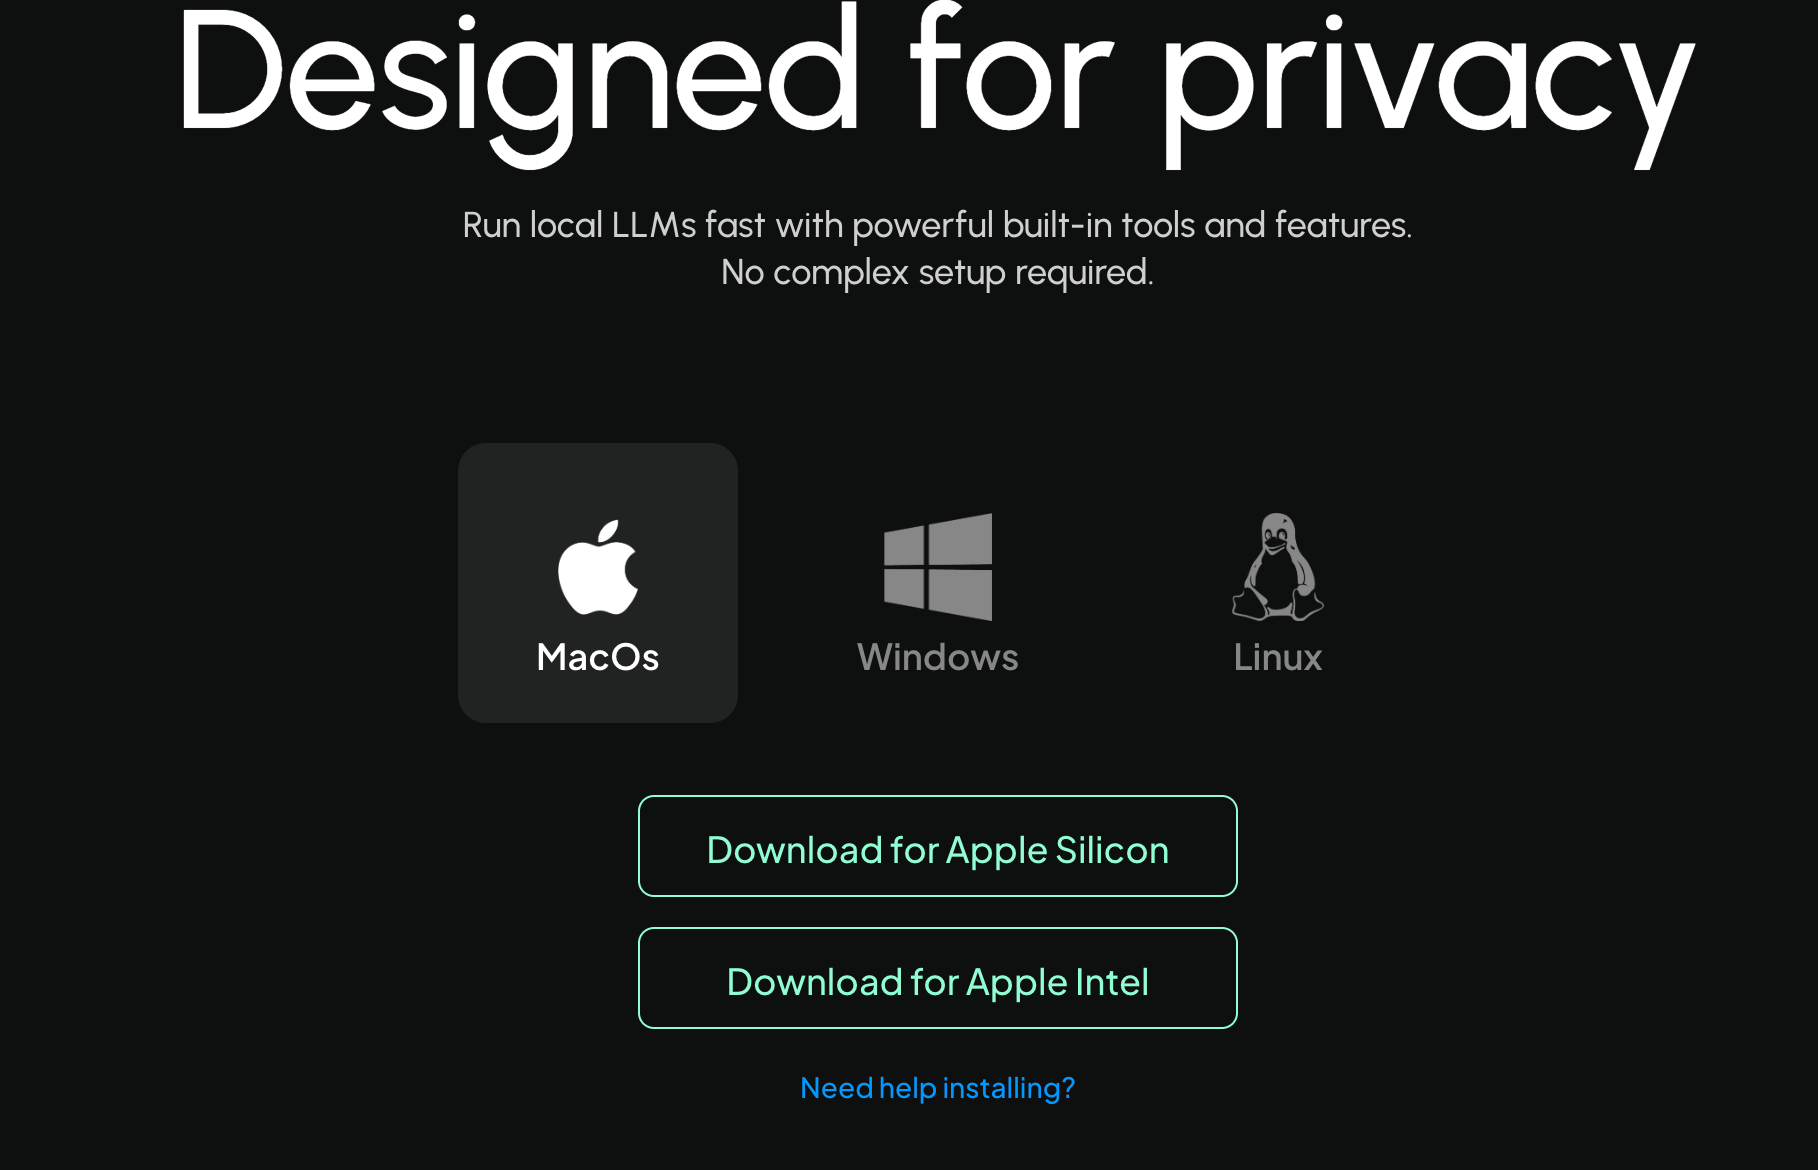 Designed for privacy
Run local LLMs fast with powerful built-in tools and features.
No complex setup required.
MacOs
Windows
Linux
Download for Apple Silicon
Download for Apple Intel
Need help installing?